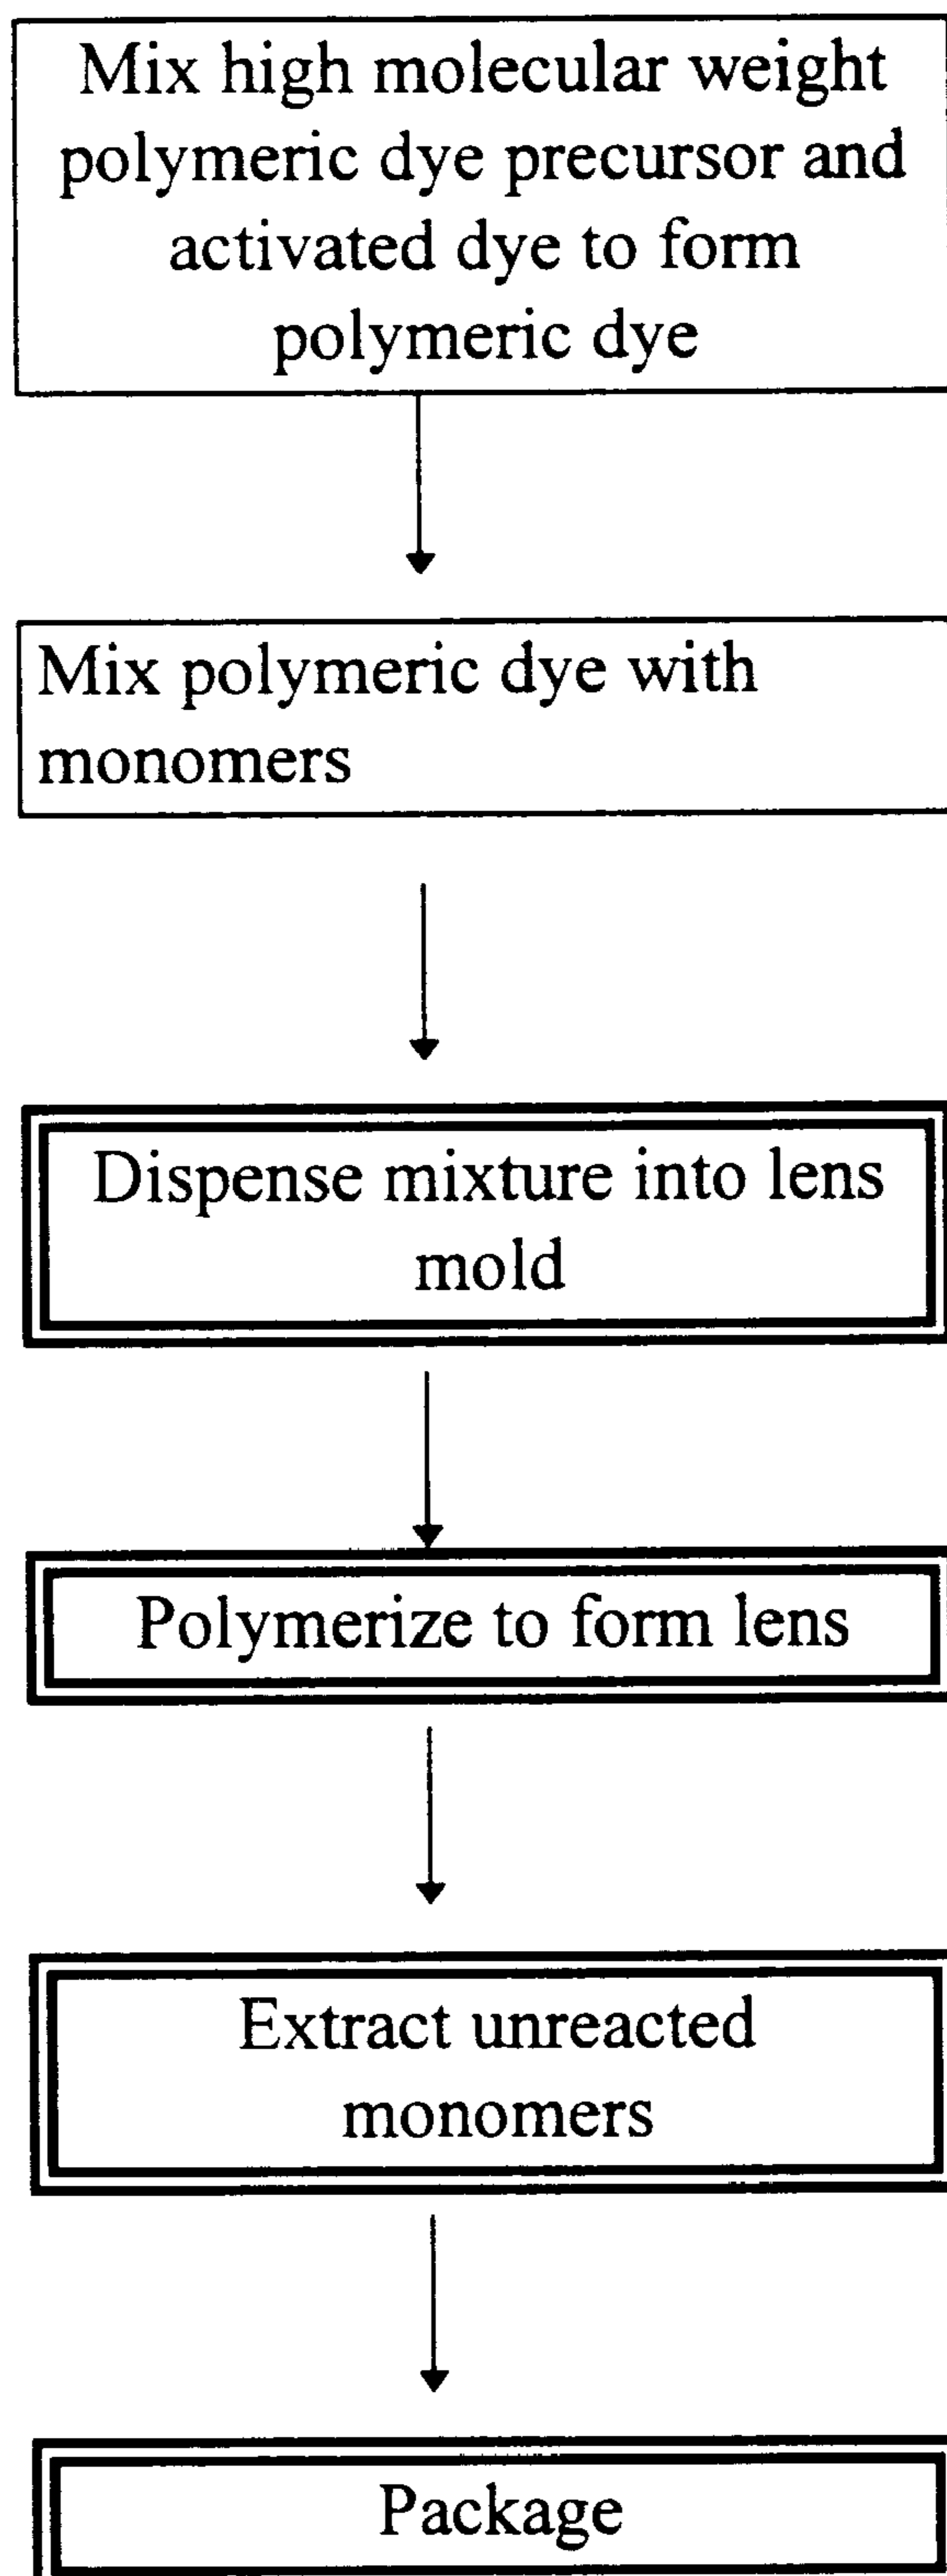 Mix high molecular weight
polymeric dye precursor and
activated dye to form
polymeric dye
Mix polymeric dye with
monomers
Dispense mixture into lens
mold
Polymerize to form lens
Extract unreacted
monomers
Package